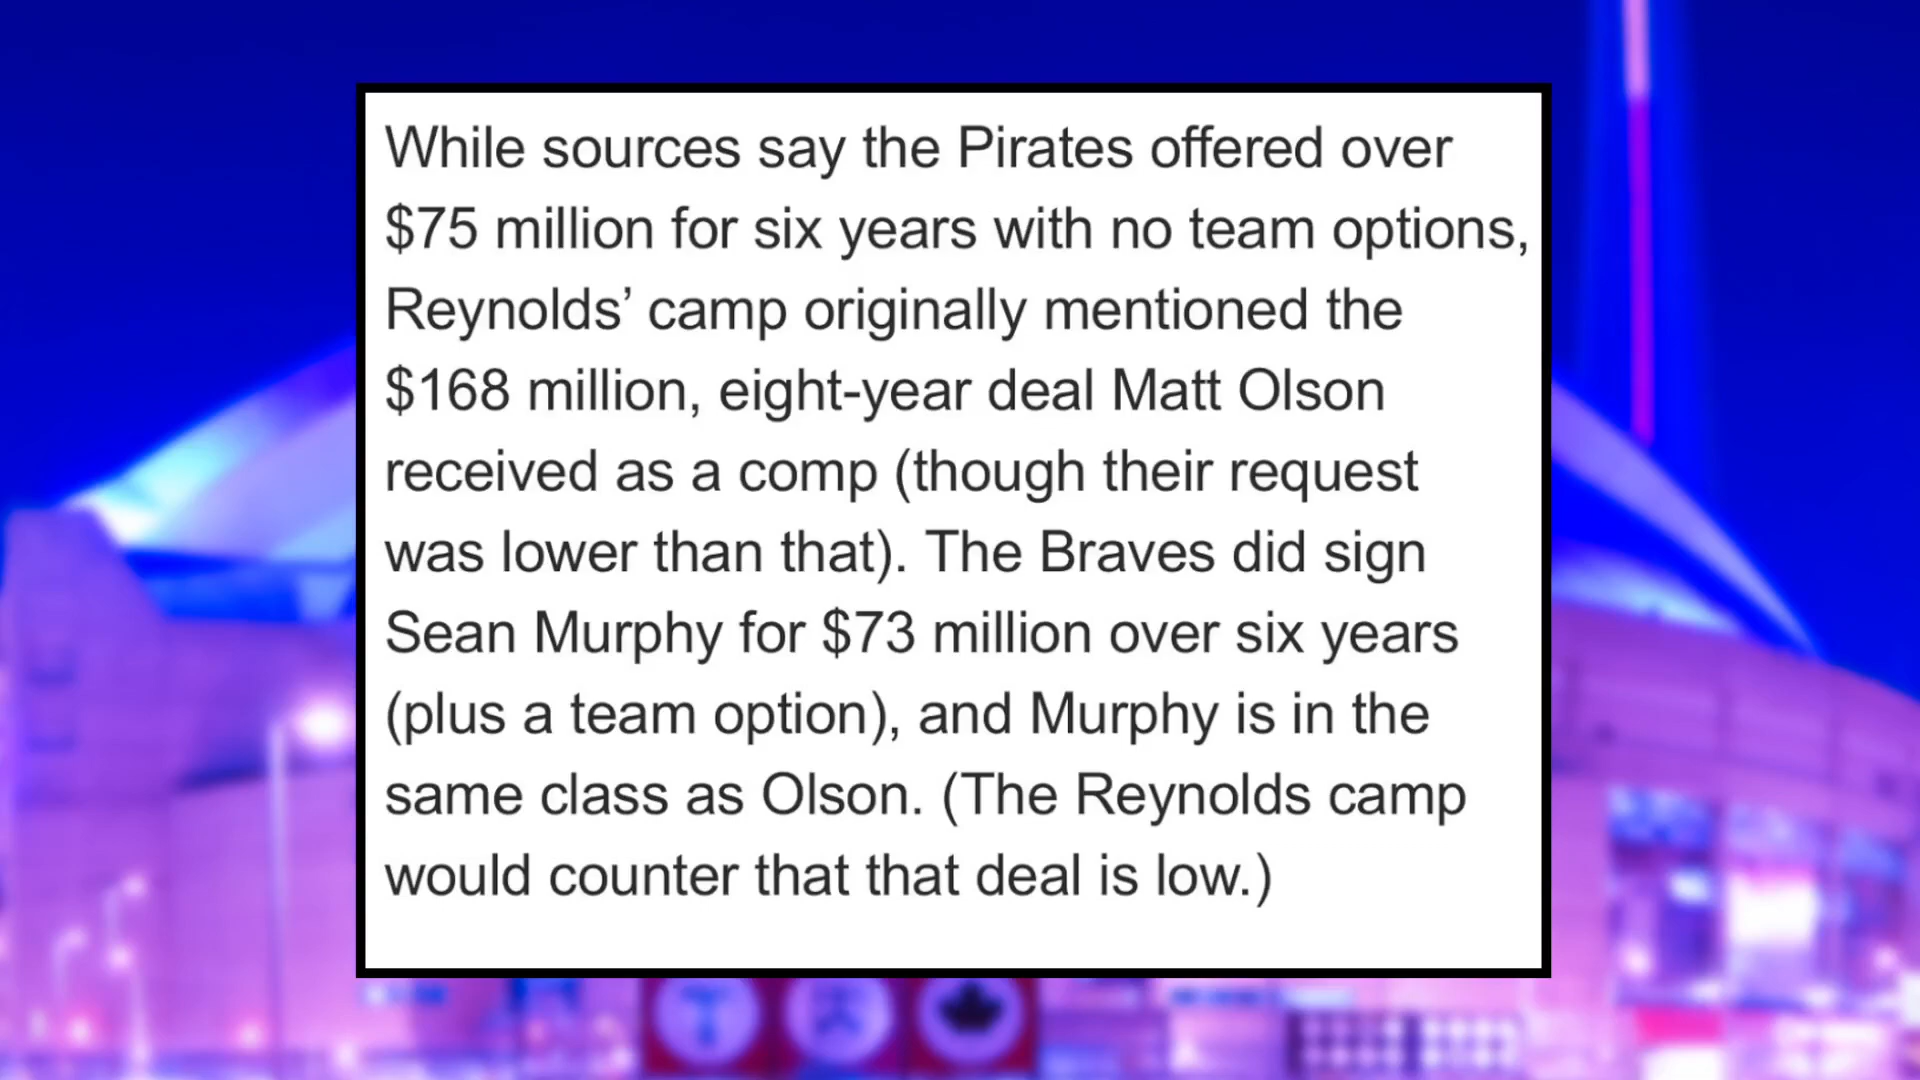 While sources say the Pirates offered over
$75 million for six years with no team options,
Reynolds’ camp originally mentioned the
$168 million, eight-year deal Matt Olson
received as a comp (though their request
was lower than that). The Braves did sign
Sean Murphy for $73 million over six years
(plus a team option), and Murphy is in the
same class as Olson. (The Reynolds camp
would counter that that deal is low.)